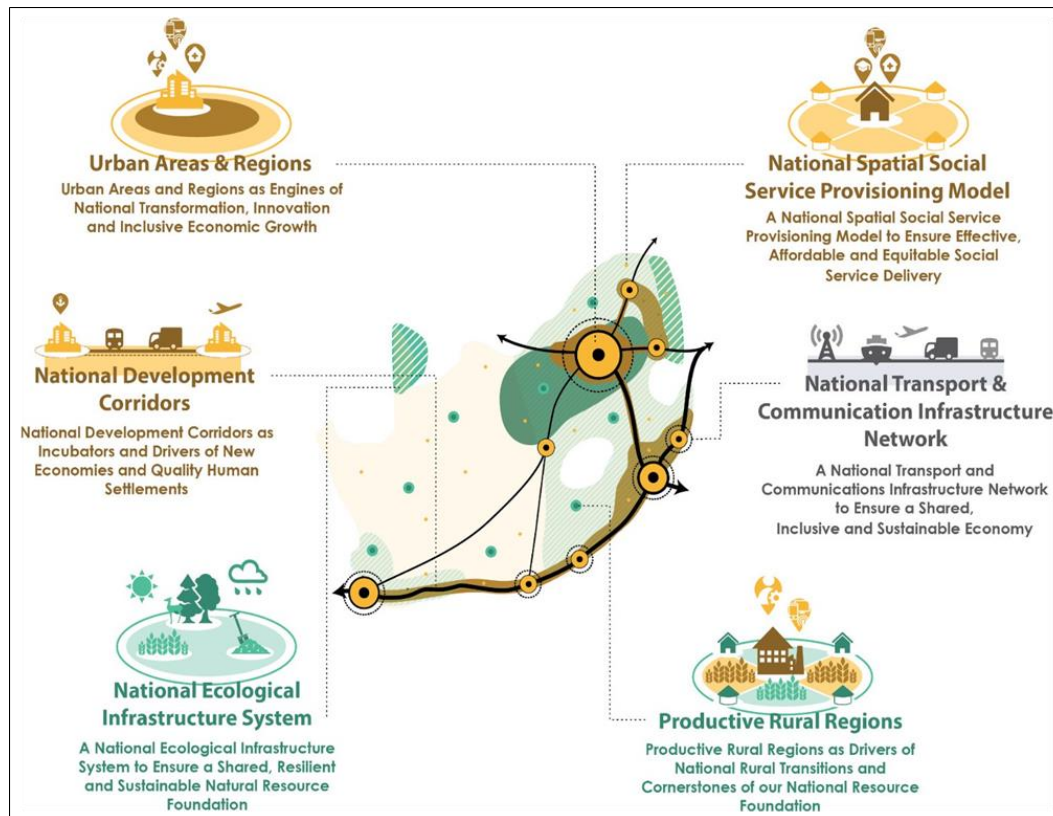 Urban Areas & Regions
Urban Areas and Regions as Engines of
National Transformation, Innovation
and Inclusive Economic Growth
National Development
Corridors
National Development Corridors as
Incubators and Drivers of New
Economies and Quality Human
Settlements
National Ecological
Infrastructure System
A National Ecological Infrastructure
System to Ensure a Shared, Resilient
and Sustainable Natural Resource
Foundation
National Spatial Social
Service Provisioning Model
A National Spatial Social Service
Provisioning Model to Ensure Effective,
Affordable and Equitable Social
Service Delivery
National Transport &
Communication Infrastructure
Network
A National Transport and
Communications Infrastructure Network
to Ensure a Shared,
Inclusive and Sustainable Economy
Productive Rural Regions
Productive Rural Regions as Drivers of
National Rural Transitions and
Cornerstones of our National Resource
Foundation